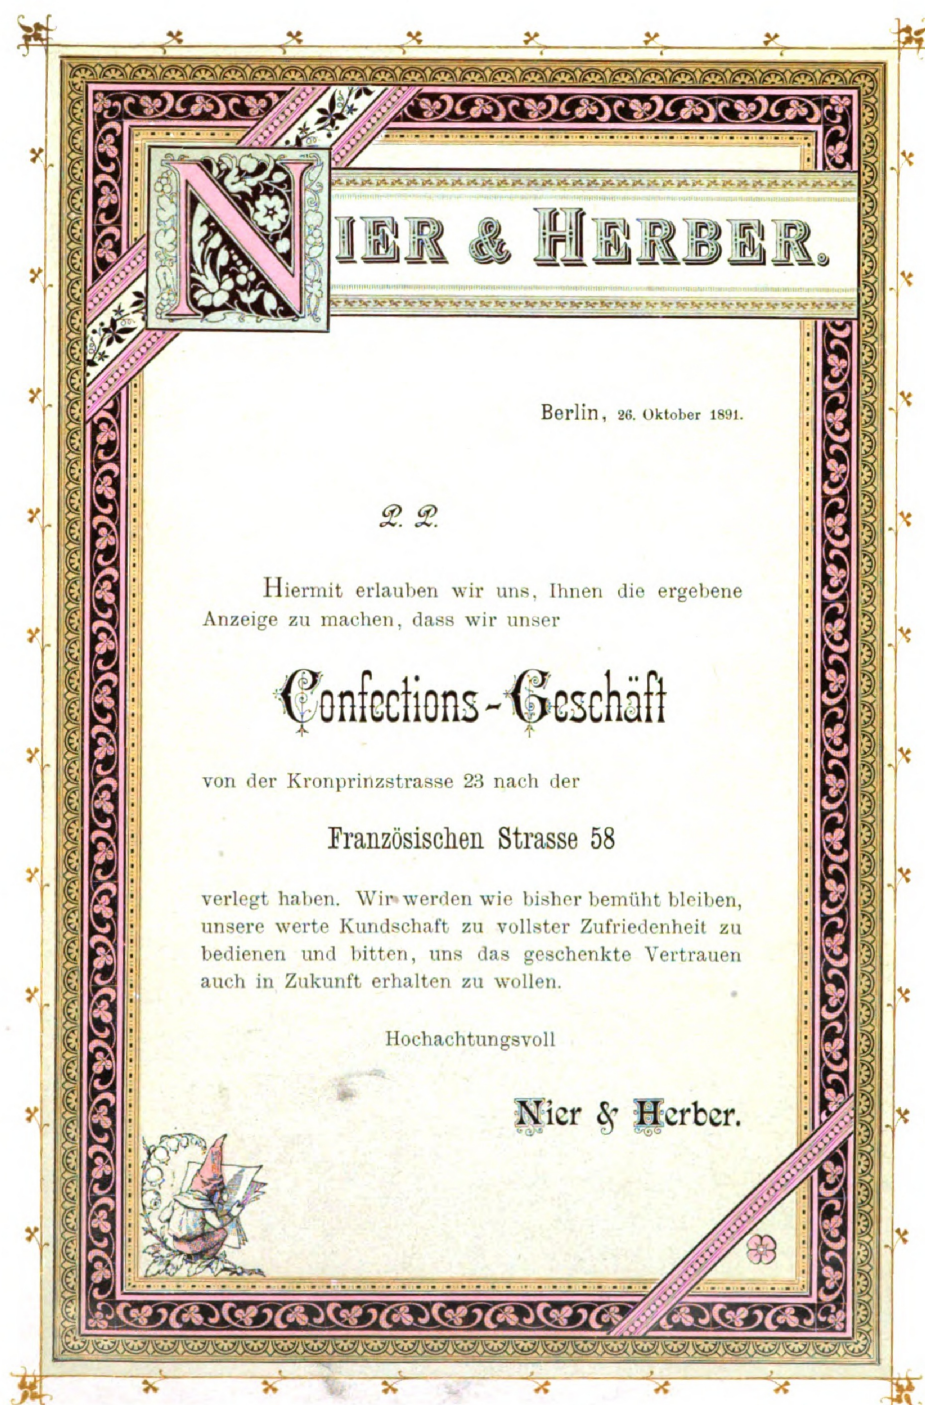 NIER & HERBER.
Berlin, 26. Oktober 1891.
P. P.
Hiermit erlauben wir uns, Ihnen die ergebene
Anzeige zu machen, dass wir unser
Confections-Geschäft
von der Kronprinzstrasse 23 nach der
Französischen Strasse 58
verlegt haben. Wir werden wie bisher bemüht bleiben,
unsere werte Kundschaft zu vollster Zufriedenheit zu
bedienen und bitten, uns das geschenkte Vertrauen
auch in Zukunft erhalten zu wollen.
Hochachtungsvoll
Nier & Herber.